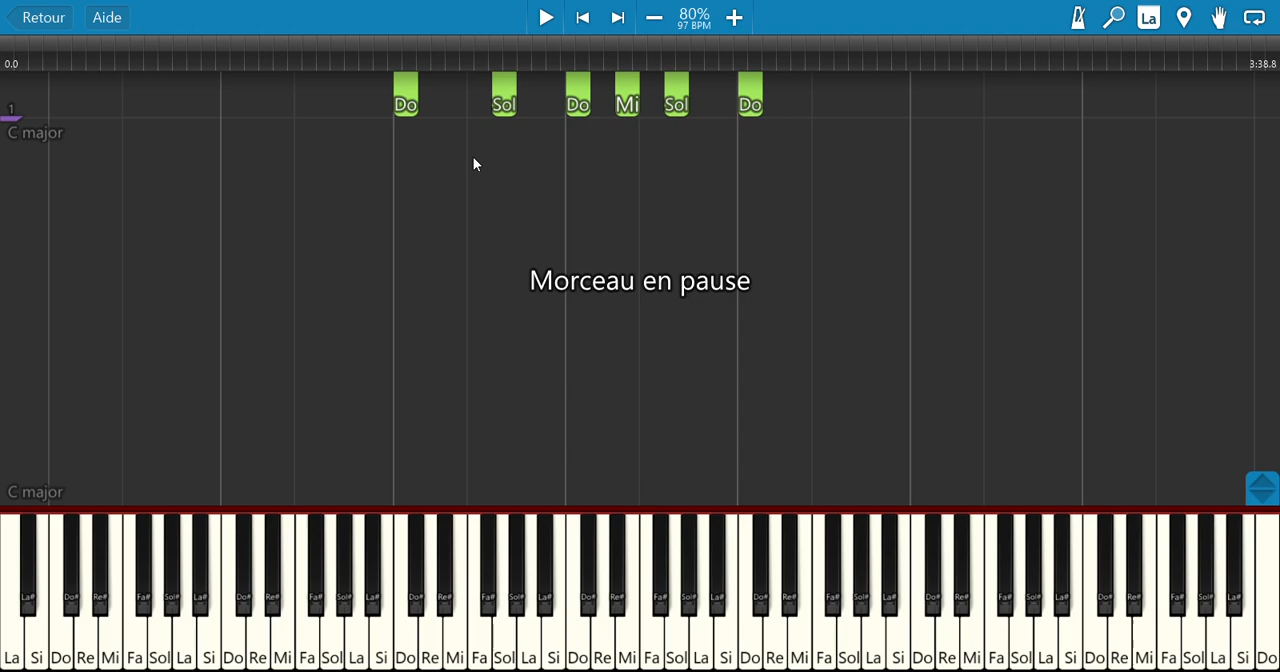 Retour Aide 80% La
97 BPM
0.0 3:38.8
Do Sol Do Mi Sol Do
1
C major
Morceau en pause
C major
La# Do# Re# Fa# Sol# La# Do# Re# Fa# Sol# La# Do# Re# Fa# Sol# La# Do# Re# Fa# Sol# La# Do# Re# Fa# Sol# La# Do# Re# Fa# Sol# La# Do# Re# Fa# Sol# La#
La Si Do Re Mi Fa Sol La Si Do Re Mi Fa Sol La Si Do Re Mi Fa Sol La Si Do Re Mi Fa Sol La Si Do Re Mi Fa Sol La Si Do Re Mi Fa Sol La Si Do Re Mi Fa Sol La Si Do